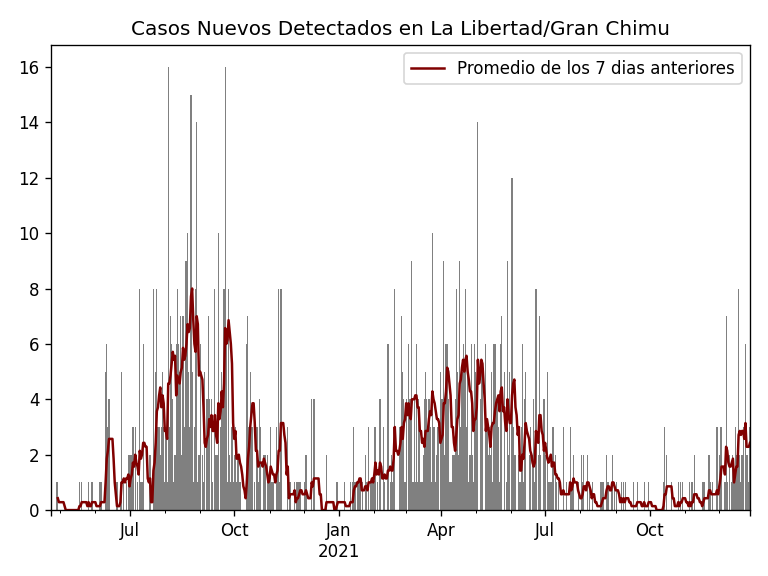 Casos Nuevos Detectados en La Libertad/Gran Chimu
Promedio de los 7 dias anteriores
16
14
12
10
8
6
4
2
0
Jul
Oct
Jan
2021
Apr
Jul
Oct